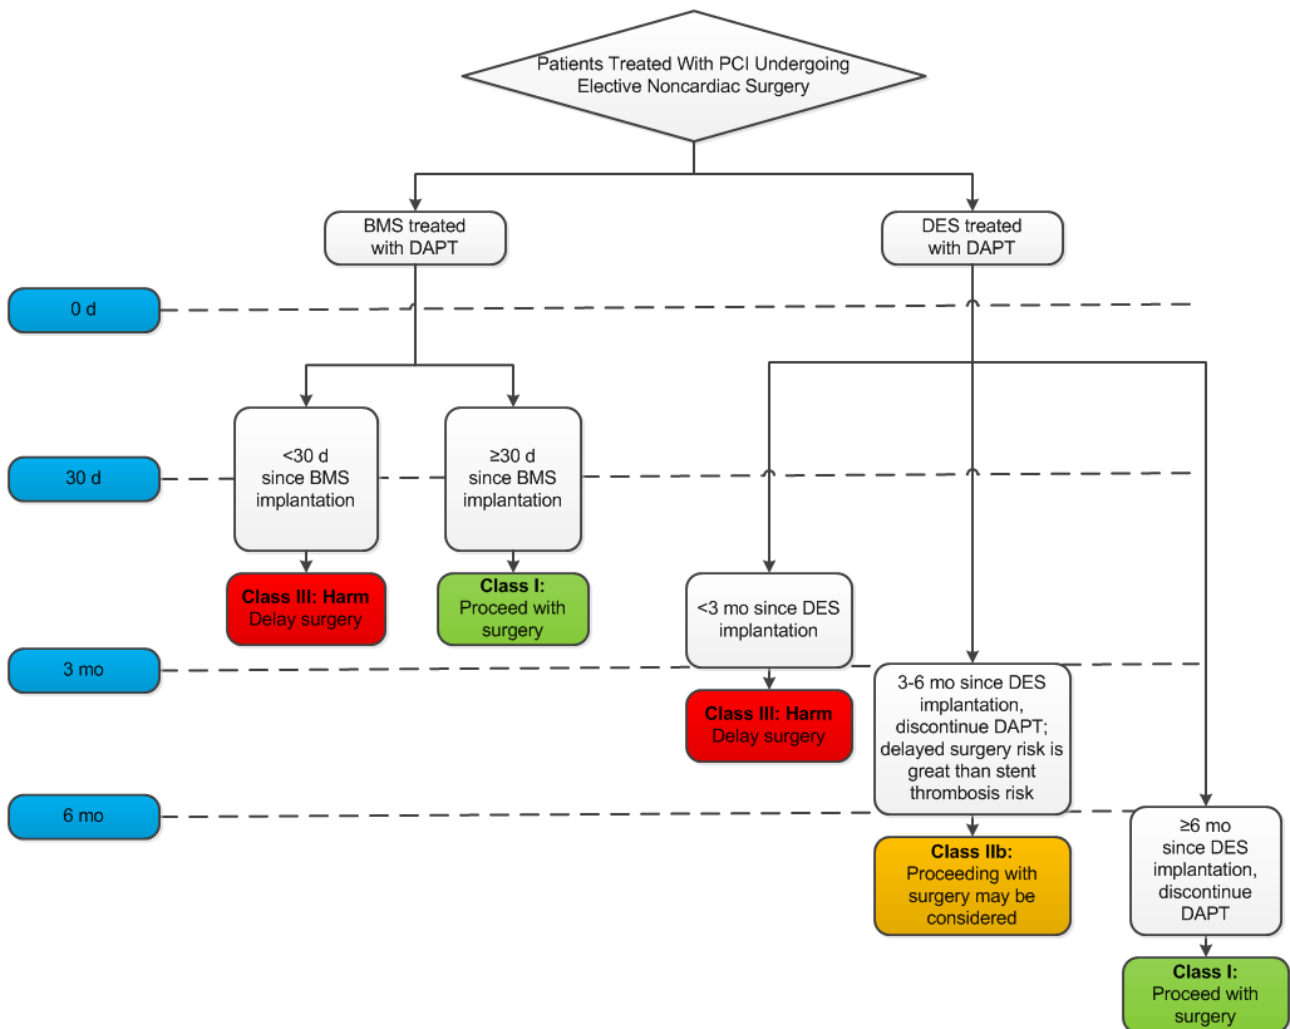 Patients Treated With PCI Undergoing
Elective Noncardiac Surgery
BMS treated
with DAPT
DES treated
with DAPT
0 d
<30 d
since BMS
implantation
≥30 d
since BMS
implantation
30 d
Class III: Harm
Delay surgery
Class I:
Proceed with
surgery
<3 mo since DES
implantation
3 mo
3-6 mo since DES
implantation,
discontinue DAPT;
delayed surgery risk is
great than stent
thrombosis risk
Class III: Harm
Delay surgery
6 mo
≥6 mo
since DES
implantation,
discontinue
DAPT
Class IIb:
Proceeding with
surgery may be
considered
Class I:
Proceed with
surgery